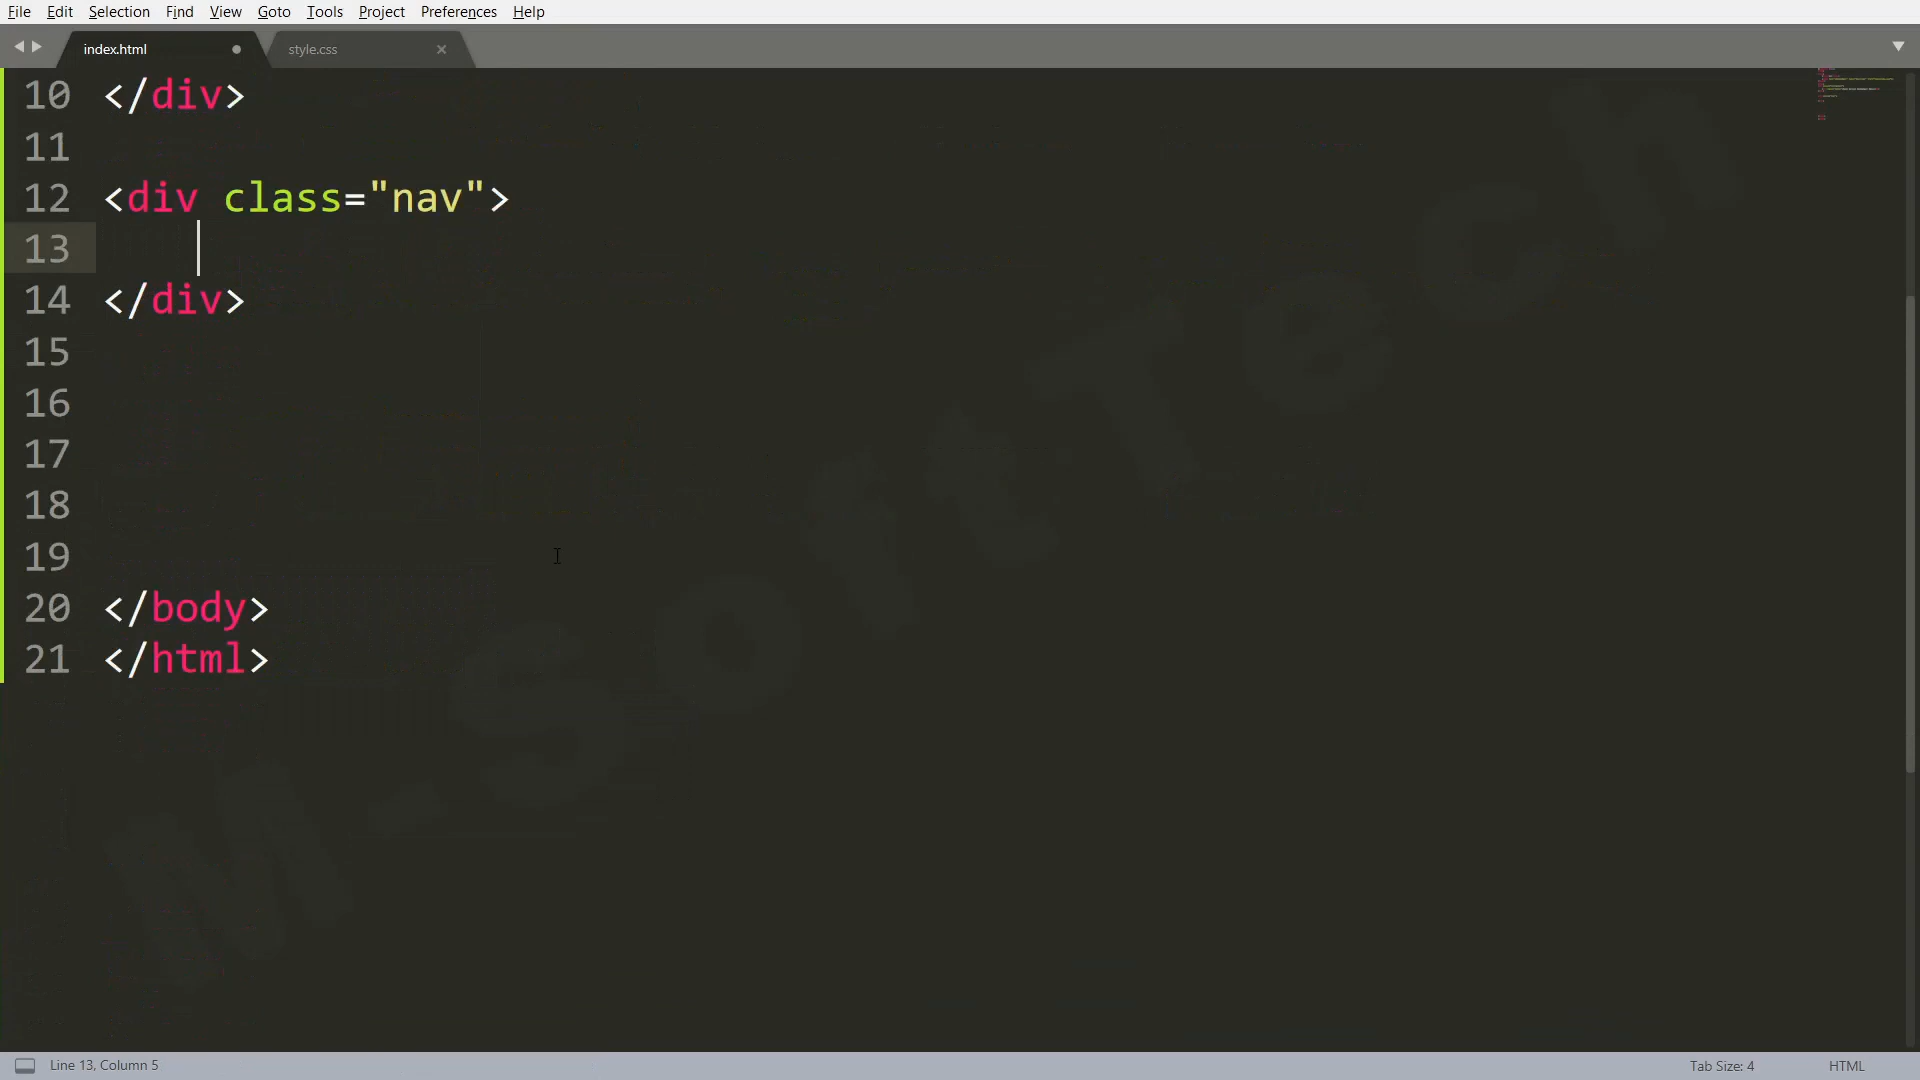 File Edit Selection Find View Goto Tools Project Preferences Help
index.html style.css
10 </div>
11
12 <div class="nav">
13
14 </div>
15
16
17
18
19
20 </body>
21 </html>
M-SoftTech
Line 13, Column 5 Tab Size: 4 HTML